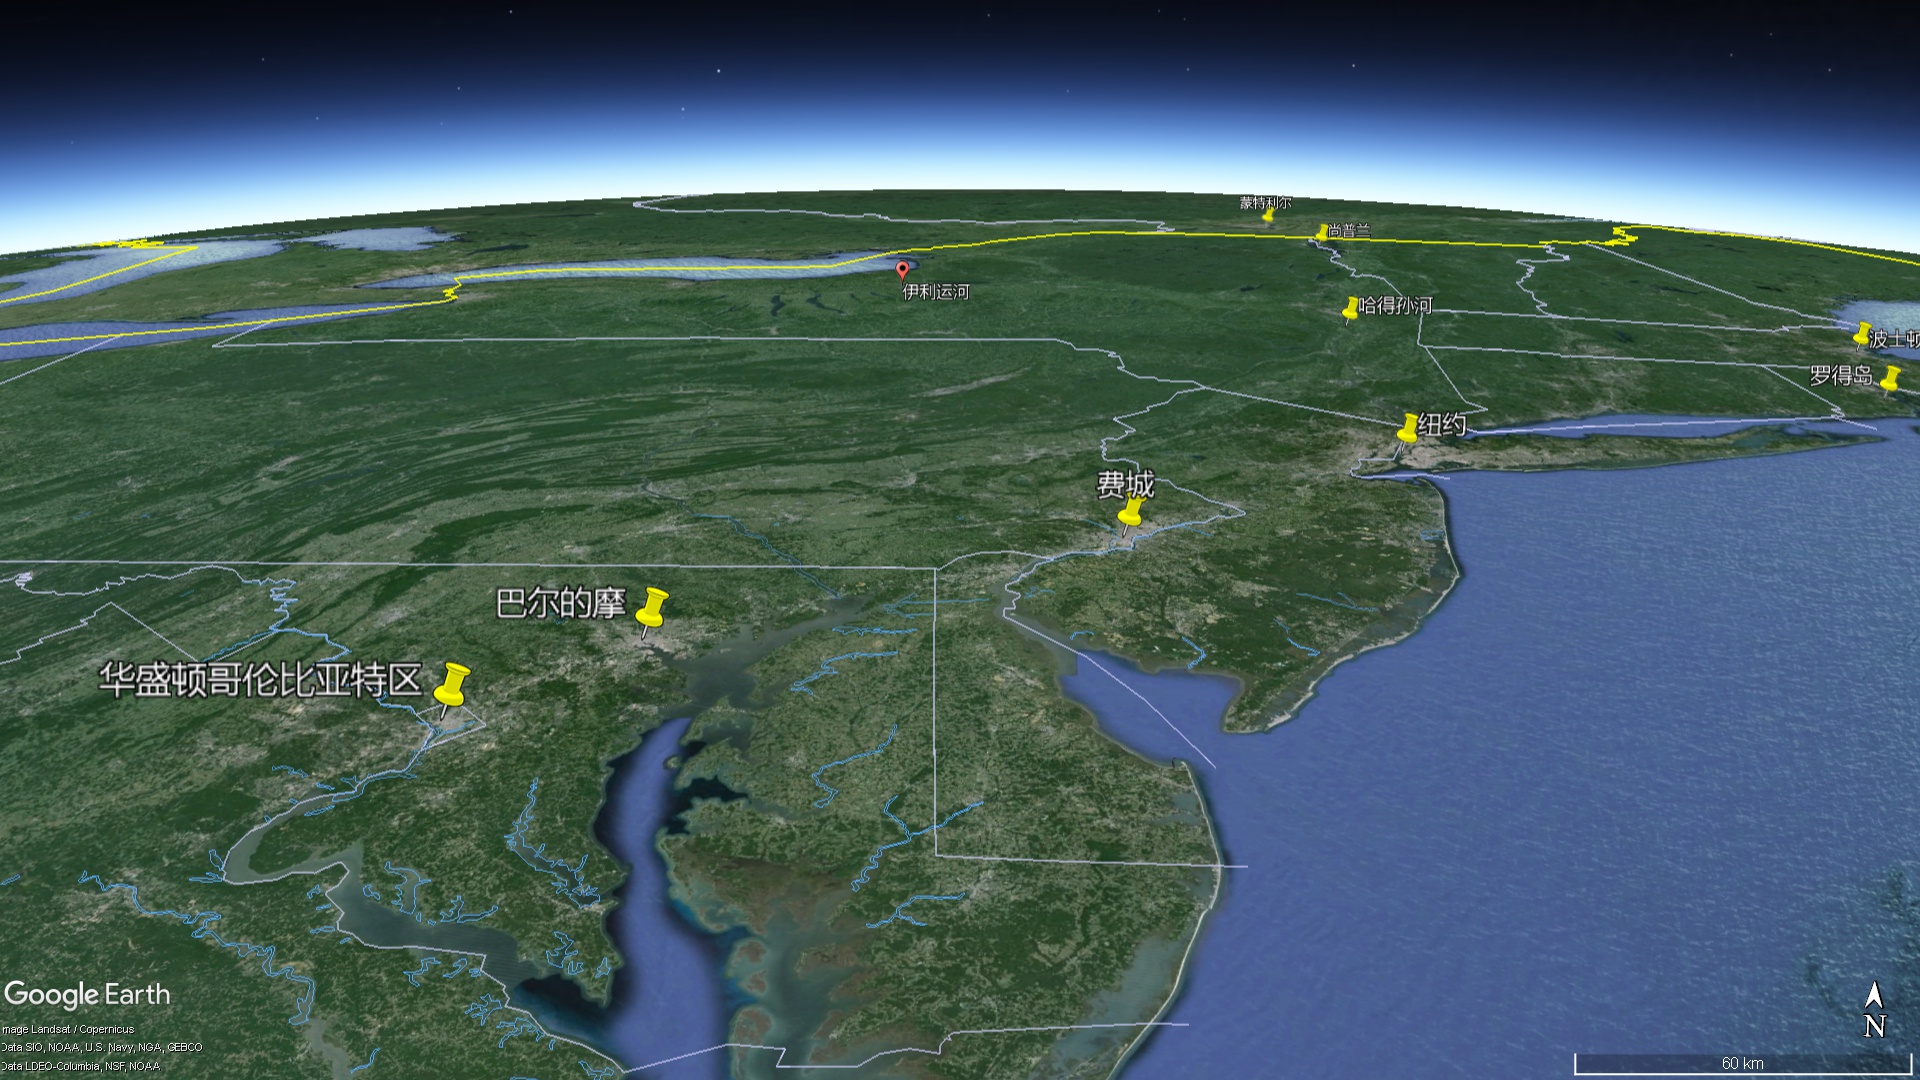 蒙特利尔
尚普兰
伊利运河
哈得孙河
波士顿
罗得岛
纽约
费城
巴尔的摩
华盛顿哥伦比亚特区
Google Earth
mage Landsat / Copernicus
Data SIO, NOAA, U.S. Navy, NGA, GEBCO
Data LDEO-Columbia, NSF, NOAA
N
60 km